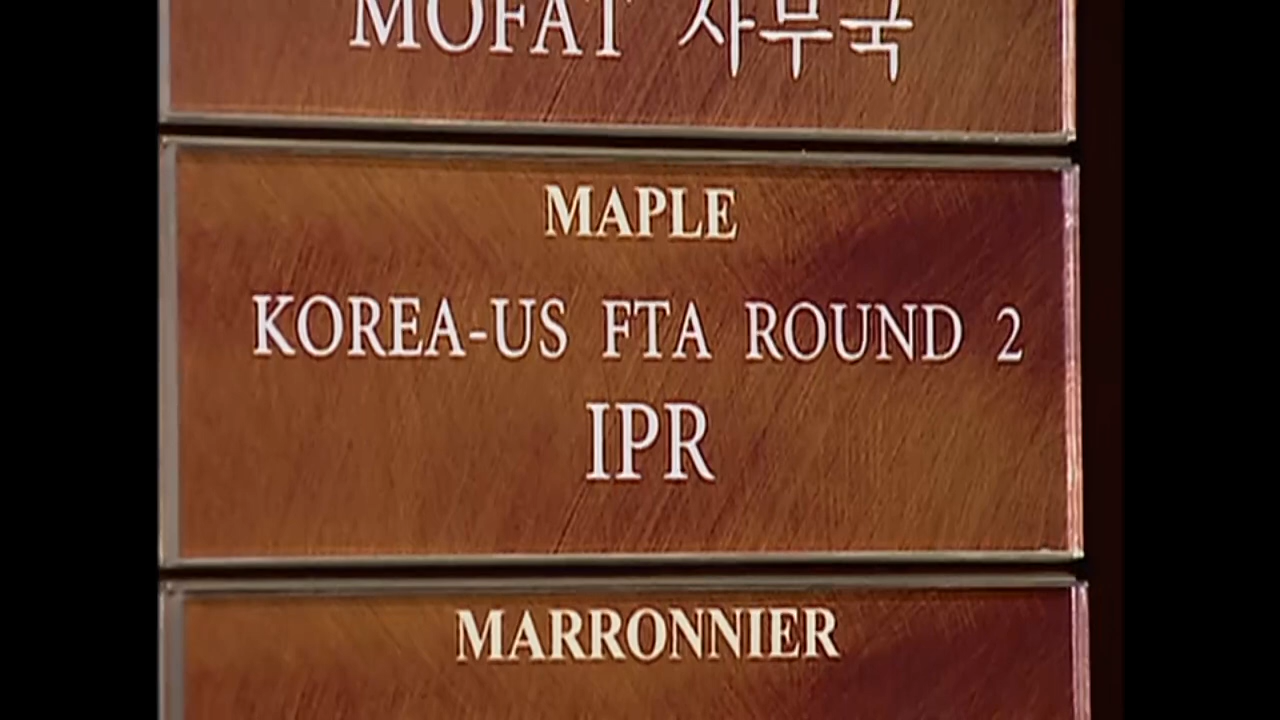 MOFAT 사무국
MAPLE
KOREA-US FTA ROUND 2
IPR
MARRONNIER